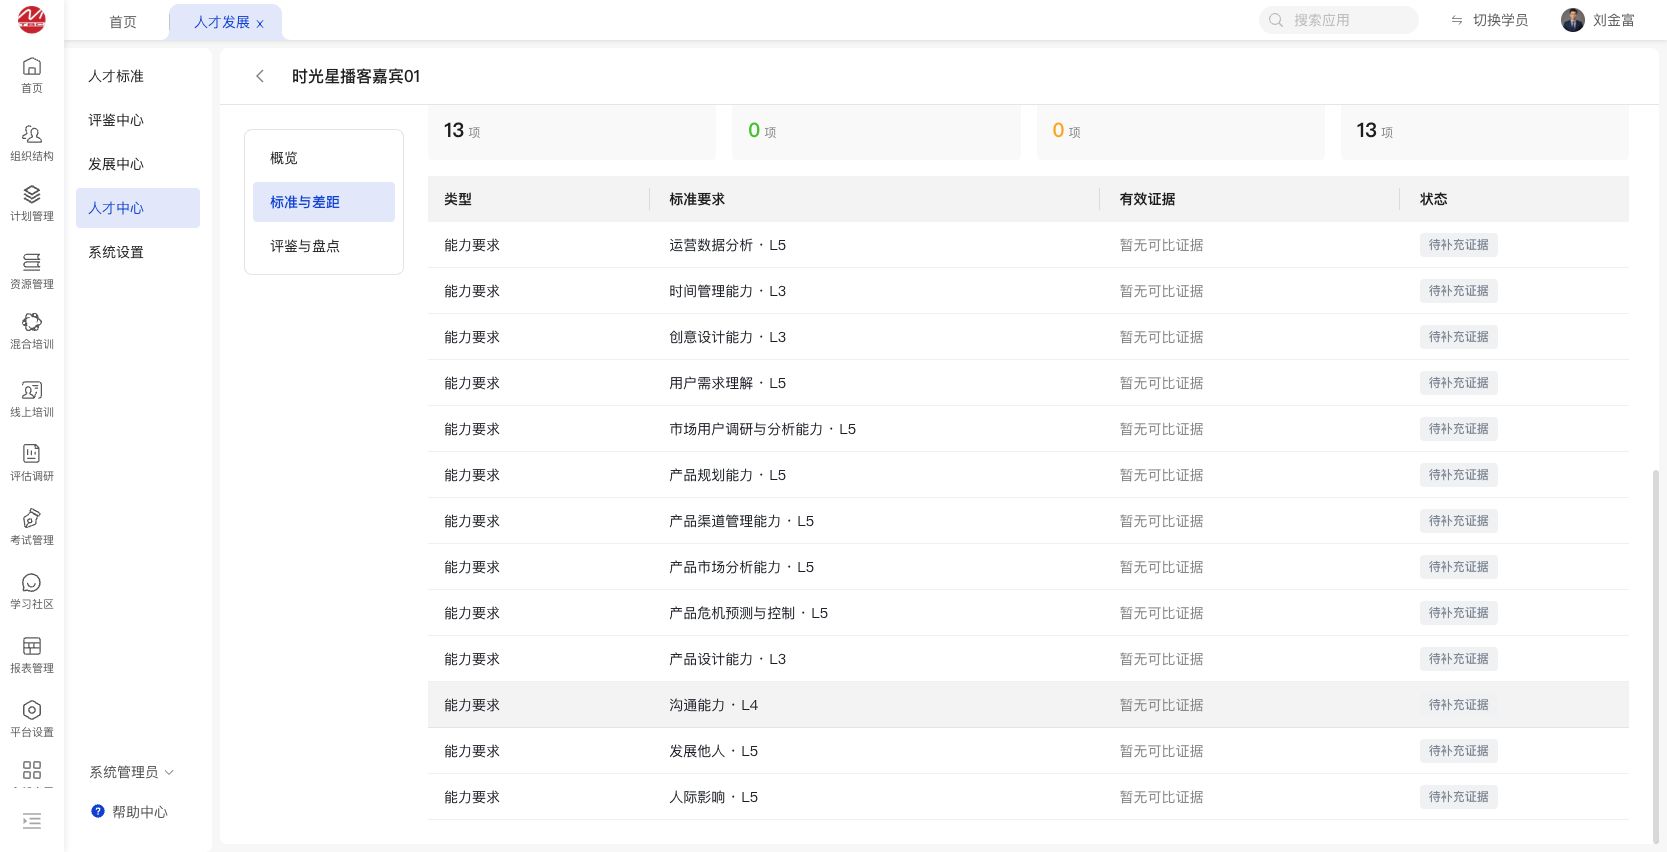 首页
人才发展 x
搜索应用
切换学员
刘金富
首页
组织结构
计划管理
资源管理
混合培训
线上培训
评估调研
考试管理
学习社区
报表管理
平台设置
人才标准
评鉴中心
发展中心
人才中心
系统设置
系统管理员
? 帮助中心
时光星播客嘉宾01
概览
标准与差距
评鉴与盘点
13 项
0 项
0 项
13 项
类型 标准要求 有效证据 状态
能力要求 运营数据分析 · L5 暂无可比证据 待补充证据
能力要求 时间管理能力 · L3 暂无可比证据 待补充证据
能力要求 创意设计能力 · L3 暂无可比证据 待补充证据
能力要求 用户需求理解 · L5 暂无可比证据 待补充证据
能力要求 市场用户调研与分析能力 · L5 暂无可比证据 待补充证据
能力要求 产品规划能力 · L5 暂无可比证据 待补充证据
能力要求 产品渠道管理能力 · L5 暂无可比证据 待补充证据
能力要求 产品市场分析能力 · L5 暂无可比证据 待补充证据
能力要求 产品危机预测与控制 · L5 暂无可比证据 待补充证据
能力要求 产品设计能力 · L3 暂无可比证据 待补充证据
能力要求 沟通能力 · L4 暂无可比证据 待补充证据
能力要求 发展他人 · L5 暂无可比证据 待补充证据
能力要求 人际影响 · L5 暂无可比证据 待补充证据